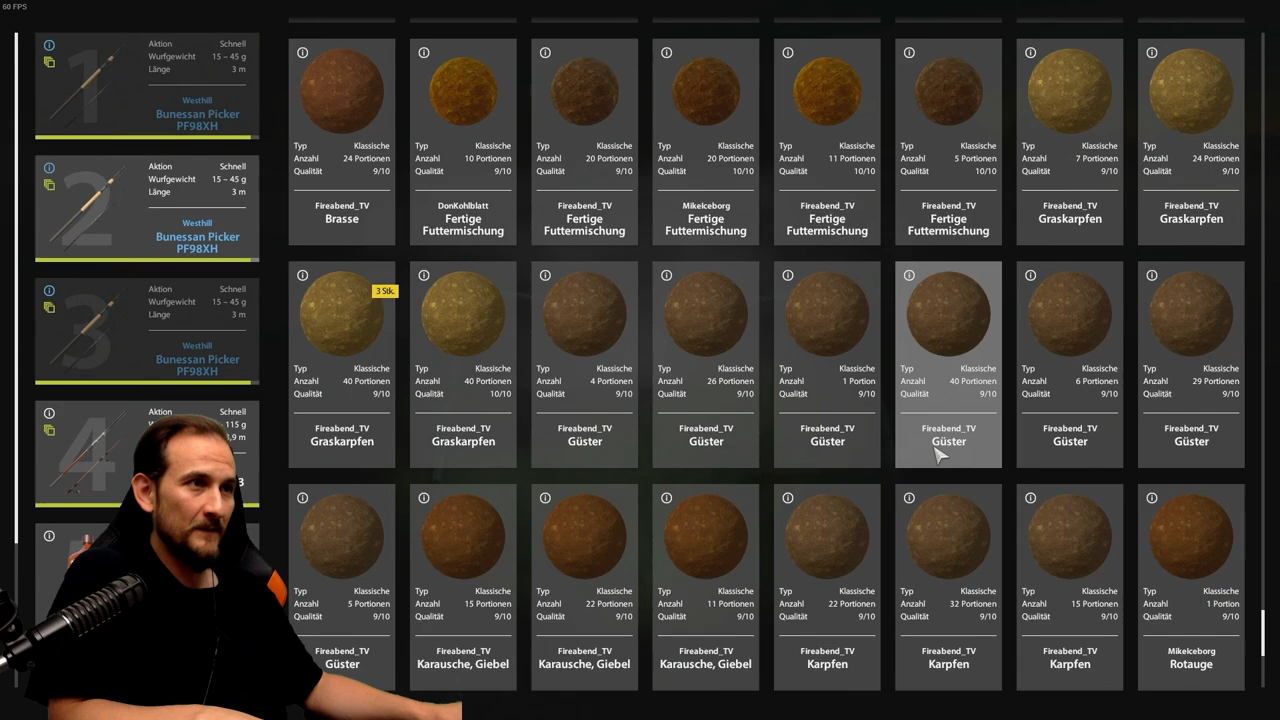 60 FPS
1
Aktion Schnell
Wurfgewicht 15 – 45 g
Länge 3 m
Westhill
Bunessan Picker
PF98XH
2
Aktion Schnell
Wurfgewicht 15 – 45 g
Länge 3 m
Westhill
Bunessan Picker
PF98XH
3
Aktion Schnell
Wurfgewicht 15 – 45 g
Länge 3 m
Westhill
Bunessan Picker
PF98XH
4
Aktion Schnell
115 g
3,9 m
3
Typ Klassische
Anzahl 24 Portionen
Qualität 9/10
Fireabend_TV
Brasse
Typ Klassische
Anzahl 10 Portionen
Qualität 9/10
DonKohlblatt
Fertige
Futtermischung
Typ Klassische
Anzahl 20 Portionen
Qualität 9/10
Fireabend_TV
Fertige
Futtermischung
Typ Klassische
Anzahl 20 Portionen
Qualität 10/10
MikeIceborg
Fertige
Futtermischung
Typ Klassische
Anzahl 11 Portionen
Qualität 10/10
Fireabend_TV
Fertige
Futtermischung
Typ Klassische
Anzahl 5 Portionen
Qualität 10/10
Fireabend_TV
Fertige
Futtermischung
Typ Klassische
Anzahl 7 Portionen
Qualität 9/10
Fireabend_TV
Graskarpfen
Typ Klassische
Anzahl 24 Portionen
Qualität 9/10
Fireabend_TV
Graskarpfen
3 Stk.
Typ Klassische
Anzahl 40 Portionen
Qualität 9/10
Fireabend_TV
Graskarpfen
Typ Klassische
Anzahl 40 Portionen
Qualität 10/10
Fireabend_TV
Graskarpfen
Typ Klassische
Anzahl 4 Portionen
Qualität 9/10
Fireabend_TV
Güster
Typ Klassische
Anzahl 26 Portionen
Qualität 9/10
Fireabend_TV
Güster
Typ Klassische
Anzahl 1 Portion
Qualität 9/10
Fireabend_TV
Güster
Typ Klassische
Anzahl 40 Portionen
Qualität 9/10
Fireabend_TV
Güster
Typ Klassische
Anzahl 6 Portionen
Qualität 9/10
Fireabend_TV
Güster
Typ Klassische
Anzahl 29 Portionen
Qualität 9/10
Fireabend_TV
Güster
Typ Klassische
Anzahl 5 Portionen
Qualität 9/10
Fireabend_TV
Güster
Typ Klassische
Anzahl 15 Portionen
Qualität 9/10
Fireabend_TV
Karausche, Giebel
Typ Klassische
Anzahl 22 Portionen
Qualität 9/10
Fireabend_TV
Karausche, Giebel
Typ Klassische
Anzahl 11 Portionen
Qualität 9/10
Fireabend_TV
Karausche, Giebel
Typ Klassische
Anzahl 22 Portionen
Qualität 9/10
Fireabend_TV
Karpfen
Typ Klassische
Anzahl 32 Portionen
Qualität 9/10
Fireabend_TV
Karpfen
Typ Klassische
Anzahl 15 Portionen
Qualität 9/10
Fireabend_TV
Karpfen
Typ Klassische
Anzahl 1 Portion
Qualität 9/10
MikeIceborg
Rotauge